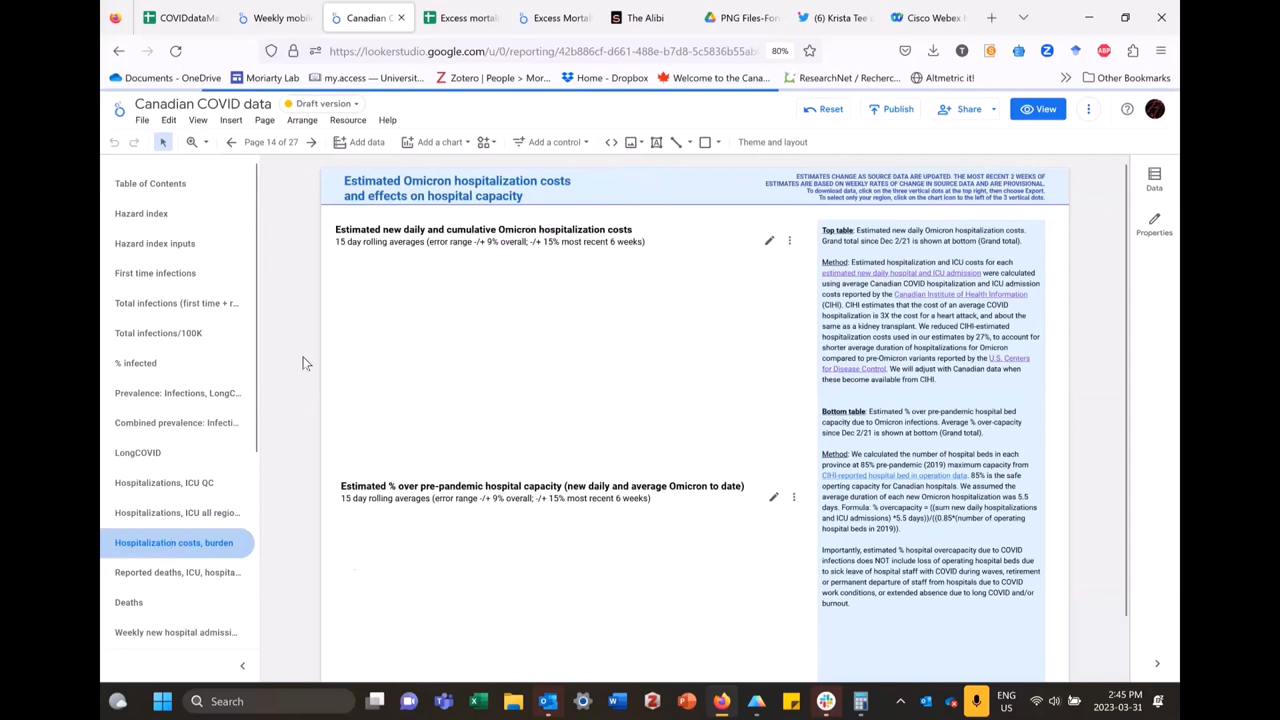 COVIDdataMa
Weekly mobile
Canadian C
Excess mortal
Excess Mortal
The Alibi
PNG Files-For
(6) Krista Tee
Cisco Webex
https://lookerstudio.google.com/u/0/reporting/42b886cf-d661-488e-b7d8-5c5836b55ab
80%
Documents - OneDrive
Moriarty Lab
my.access — Universit...
Zotero | People > Mor...
Home - Dropbox
Welcome to the Cana...
ResearchNet / Recherc...
Altmetric it!
Other Bookmarks
Canadian COVID data
Draft version
Reset
Publish
Share
View
File Edit View Insert Page Arrange Resource Help
Page 14 of 27
Add data
Add a chart
Add a control
Theme and layout
Table of Contents
Hazard index
Hazard index inputs
First time infections
Total infections (first time + r...
Total infections/100K
% infected
Prevalence: Infections, LongC...
Combined prevalence: Infecti...
LongCOVID
Hospitalizations, ICU QC
Hospitalizations, ICU all regio...
Hospitalization costs, burden
Reported deaths, ICU, hospita...
Deaths
Weekly new hospital admissi...
Estimated Omicron hospitalization costs
and effects on hospital capacity
ESTIMATES CHANGE AS SOURCE DATA ARE UPDATED. THE MOST RECENT 2 WEEKS OF
ESTIMATES ARE BASED ON WEEKLY RATES OF CHANGE IN SOURCE DATA AND ARE PROVISIONAL.
To download data, click on the three vertical dots at the top right, then choose Export.
To select only your region, click on the chart icon to the left of the 3 vertical dots.
Estimated new daily and cumulative Omicron hospitalization costs
15 day rolling averages (error range -/+ 9% overall; -/+ 15% most recent 6 weeks)
Estimated % over pre-pandemic hospital capacity (new daily and average Omicron to date)
15 day rolling averages (error range -/+ 9% overall; -/+ 15% most recent 6 weeks)
Top table: Estimated new daily Omicron hospitalization costs.
Grand total since Dec 2/21 is shown at bottom (Grand total).
Method: Estimated hospitalization and ICU costs for each
estimated new daily hospital and ICU admission were calculated
using average Canadian COVID hospitalization and ICU admission
costs reported by the Canadian Institute of Health Information
(CIHI). CIHI estimates that the cost of an average COVID
hospitalization is 3X the cost for a heart attack, and about the
same as a kidney transplant. We reduced CIHI-estimated
hospitalization costs used in our estimates by 27%, to account for
shorter average duration of hospitalizations for Omicron
compared to pre-Omicron variants reported by the U.S. Centers
for Disease Control. We will adjust with Canadian data when
these become available from CIHI.
Bottom table: Estimated % over pre-pandemic hospital bed
capacity due to Omicron infections. Average % over-capacity
since Dec 2/21 is shown at bottom (Grand total).
Method: We calculated the number of hospital beds in each
province at 85% pre-pandemic (2019) maximum capacity from
CIHI-reported hospital bed in operation data. 85% is the safe
operting capacity for Canadian hospitals. We assumed the
average duration of each new Omicron hospitalization was 5.5
days. Formula: % overcapacity = ((sum new daily hospitalizations
and ICU admissions) *5.5 days))/((0.85*(number of operating
hospital beds in 2019)).
Importantly, estimated % hospital overcapacity due to COVID
infections does NOT include loss of operating hospital beds due
to sick leave of hospital staff with COVID during waves, retirement
or permanent departure of staff from hospitals due to COVID
work conditions, or extended absence due to long COVID and/or
burnout.
Data
Properties
Search
ENG
US
2:45 PM
2023-03-31